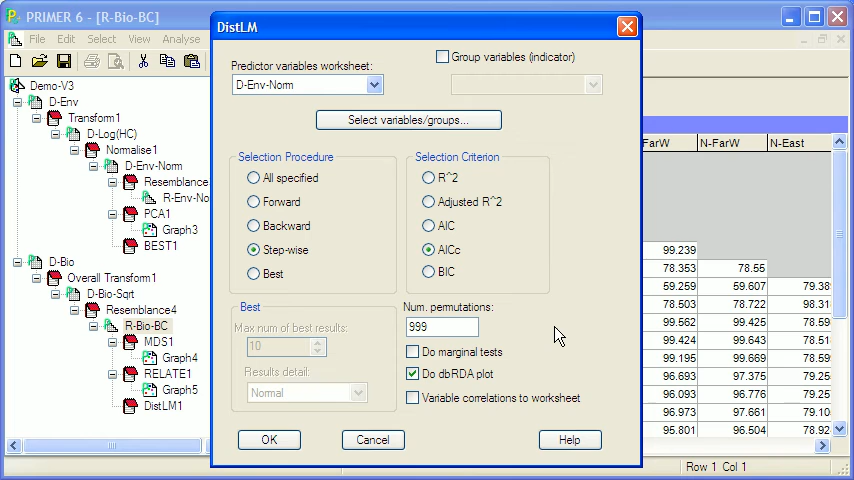 PRIMER 6 - [R-Bio-BC]
File Edit Select View Analyse
Demo-V3
D-Env
Transform1
D-Log(HC)
Normalise1
D-Env-Norm
Resemblance
R-Env-No
PCA1
Graph3
BEST1
D-Bio
Overall Transform1
D-Bio-Sqrt
Resemblance4
R-Bio-BC
MDS1
Graph4
RELATE1
Graph5
DistLM1
DistLM
Predictor variables worksheet:
D-Env-Norm
Group variables (indicator)
Select variables/groups...
Selection Procedure
All specified
Forward
Backward
Step-wise
Best
Selection Criterion
R^2
Adjusted R^2
AIC
AICc
BIC
Best
Max num of best results:
10
Results detail:
Normal
Num. permutations:
999
Do marginal tests
Do dbRDA plot
Variable correlations to worksheet
OK Cancel Help
FarW N-FarW N-East
99.239
78.353 78.55
59.259 59.607 79.38
78.503 78.722 98.31
99.562 99.425 78.59
99.424 99.441 78.56
99.195 99.669 78.59
96.693 97.375 79.25
96.093 96.776 79.25
96.973 97.661 79.10
95.801 96.504 78.92
Row 1 Col 1